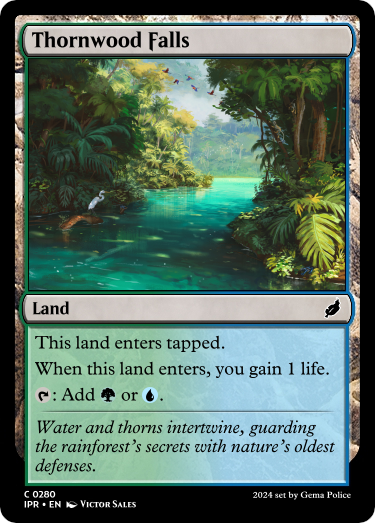 Thornwood Falls
Land
This land enters tapped.
When this land enters, you gain 1 life.
: Add or .
Water and thorns intertwine, guarding
the rainforest's secrets with nature's oldest
defenses.
C 0280
IPR • EN Victor Sales
2024 set by Gema Police